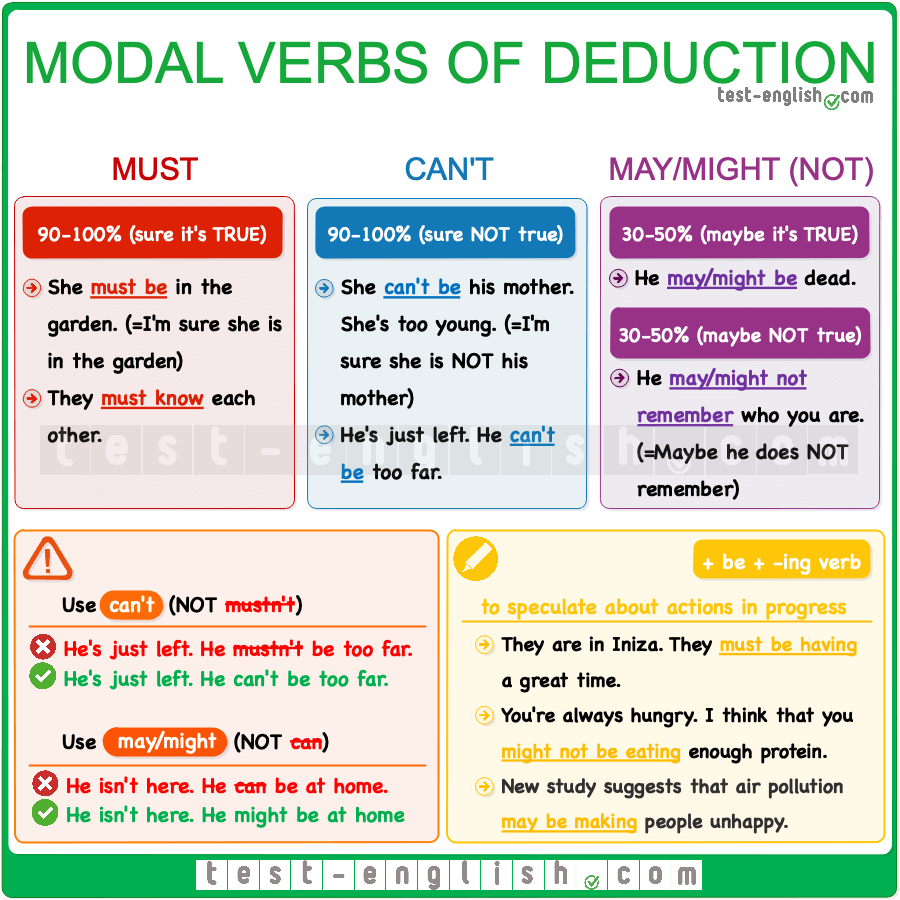 MODAL VERBS OF DEDUCTION
test-english.com
MUST
90-100% (sure it's TRUE)
She must be in the
garden. (=I'm sure she is
in the garden)
They must know each
other.
CAN'T
90-100% (sure NOT true)
She can't be his mother.
She's too young. (=I'm
sure she is NOT his
mother)
He's just left. He can't
be too far.
MAY/MIGHT (NOT)
30-50% (maybe it's TRUE)
He may/might be dead.
30-50% (maybe NOT true)
He may/might not
remember who you are.
(=Maybe he does NOT
remember)
test-english.com
Use can't (NOT mustn't)
He's just left. He mustn't be too far.
He's just left. He can't be too far.
Use may/might (NOT can)
He isn't here. He can be at home.
He isn't here. He might be at home
+ be + -ing verb
to speculate about actions in progress
They are in Iniza. They must be having
a great time.
You're always hungry. I think that you
might not be eating enough protein.
New study suggests that air pollution
may be making people unhappy.
test-english.com